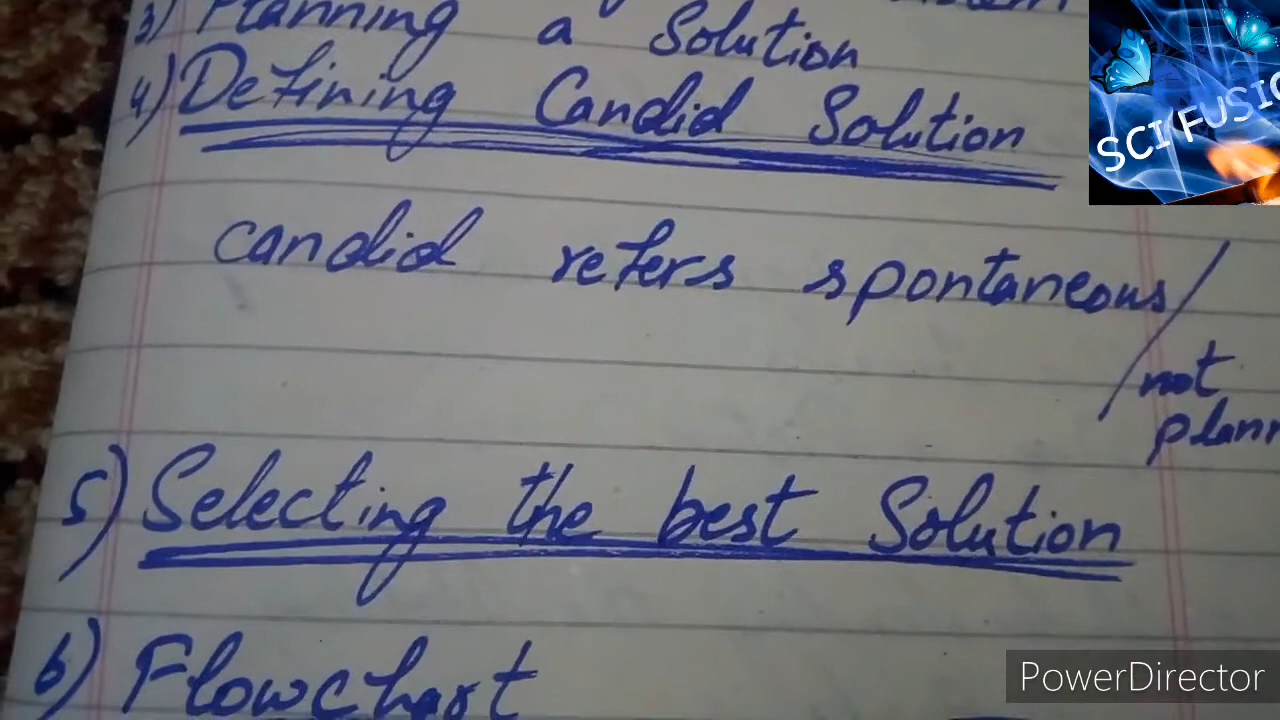 3) Planning a Solution
4) Defining Candid Solution
candid refers spontaneous/
/not
plann
5) Selecting the best Solution
6) Flowchart
SCI FUSIO
PowerDirector